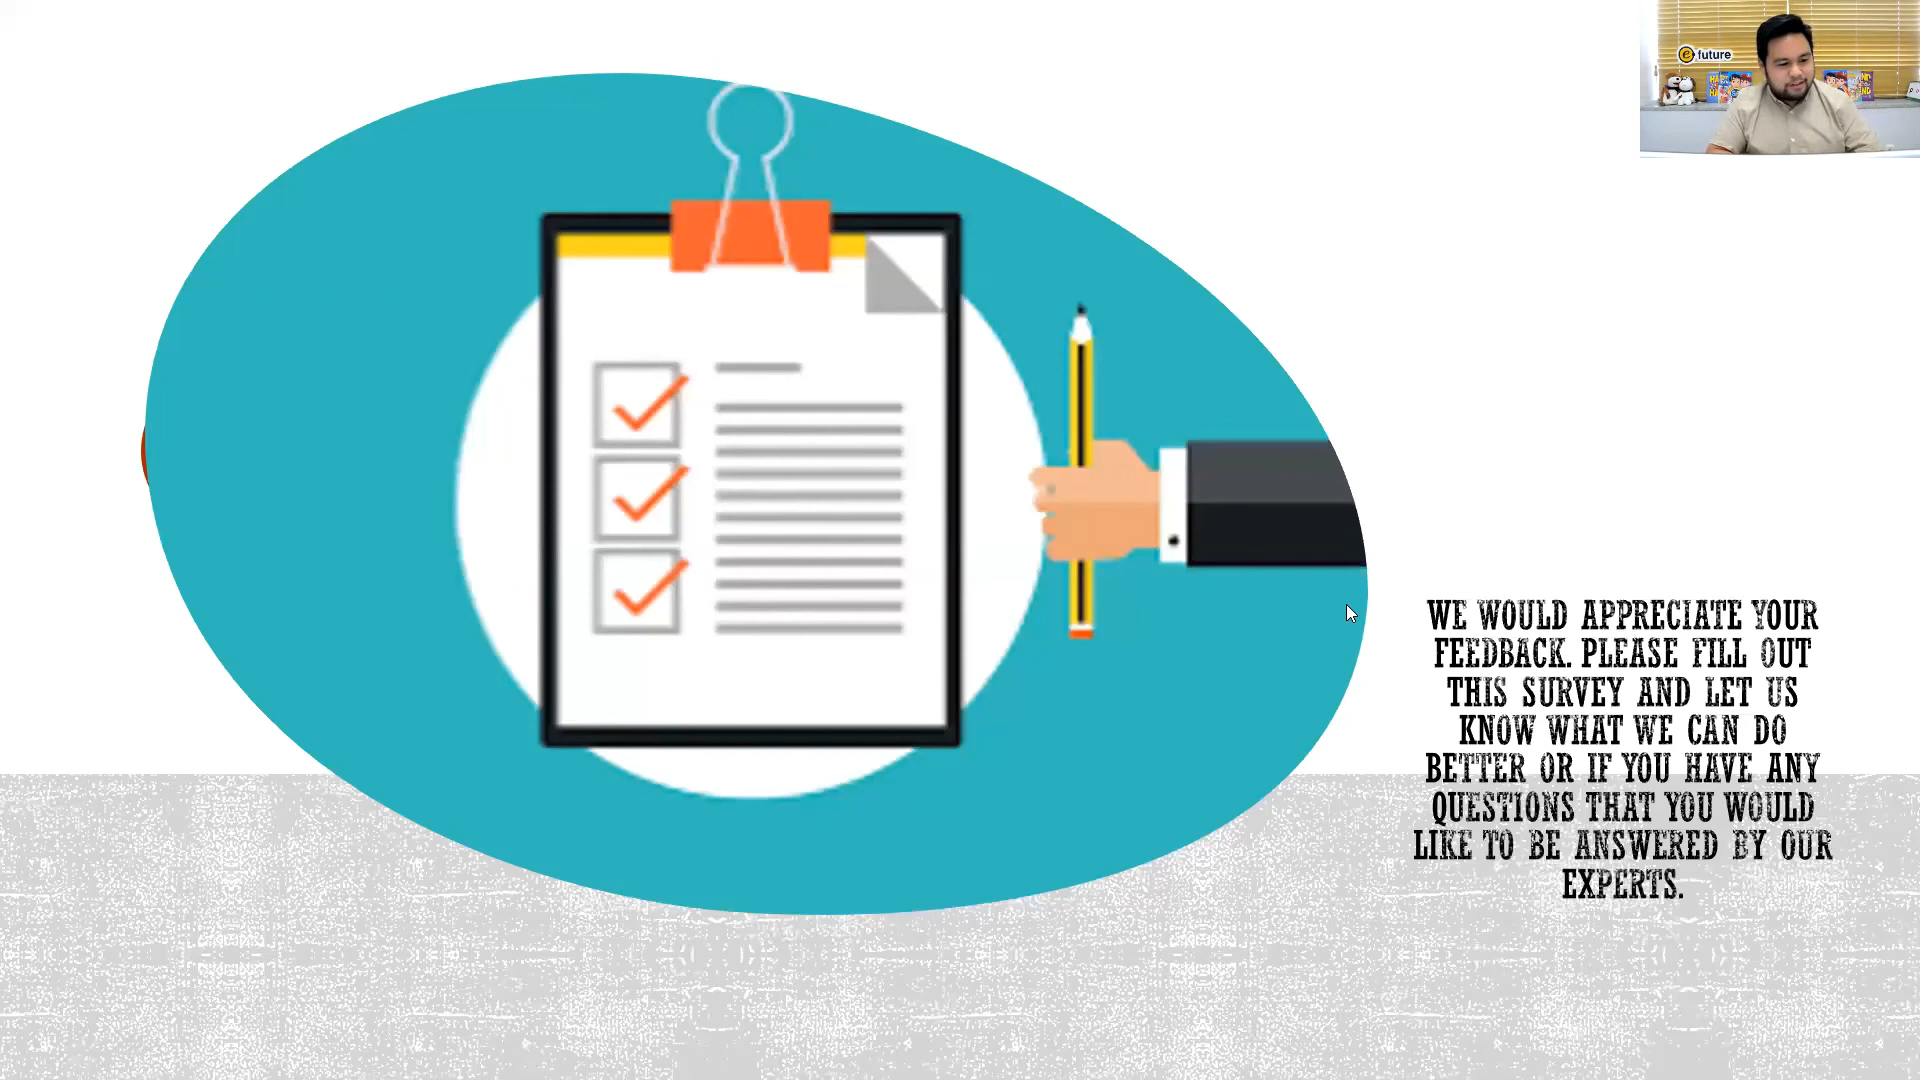 e future
WE WOULD APPRECIATE YOUR
FEEDBACK. PLEASE FILL OUT
THIS SURVEY AND LET US
KNOW WHAT WE CAN DO
BETTER OR IF YOU HAVE ANY
QUESTIONS THAT YOU WOULD
LIKE TO BE ANSWERED BY OUR
EXPERTS.